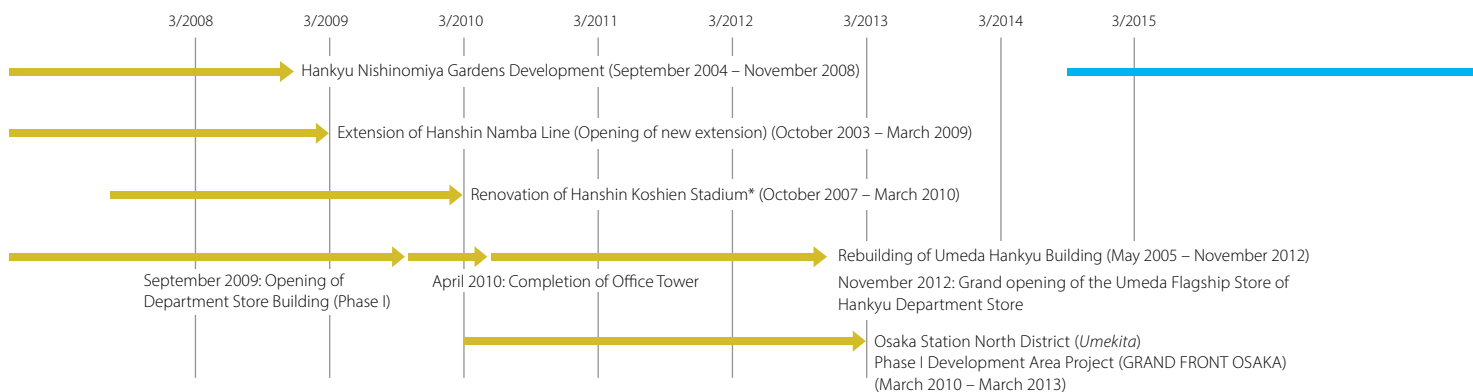 3/2008 3/2009 3/2010 3/2011 3/2012 3/2013 3/2014 3/2015
Hankyu Nishinomiya Gardens Development (September 2004 – November 2008)
Extension of Hanshin Namba Line (Opening of new extension) (October 2003 – March 2009)
Renovation of Hanshin Koshien Stadium* (October 2007 – March 2010)
Rebuilding of Umeda Hankyu Building (May 2005 – November 2012)
September 2009: Opening of
Department Store Building (Phase I)
April 2010: Completion of Office Tower
November 2012: Grand opening of the Umeda Flagship Store of
Hankyu Department Store
Osaka Station North District (Umekita)
Phase I Development Area Project (GRAND FRONT OSAKA)
(March 2010 – March 2013)